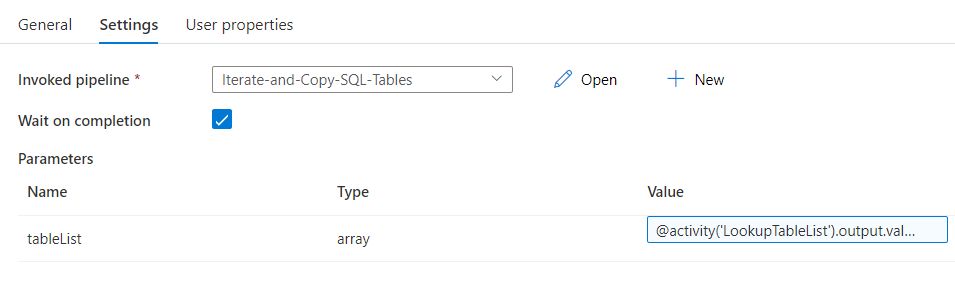 General Settings User properties
Invoked pipeline * Iterate-and-Copy-SQL-Tables Open New
Wait on completion
Parameters
Name Type Value
tableList array @activity('LookupTableList').output.val...